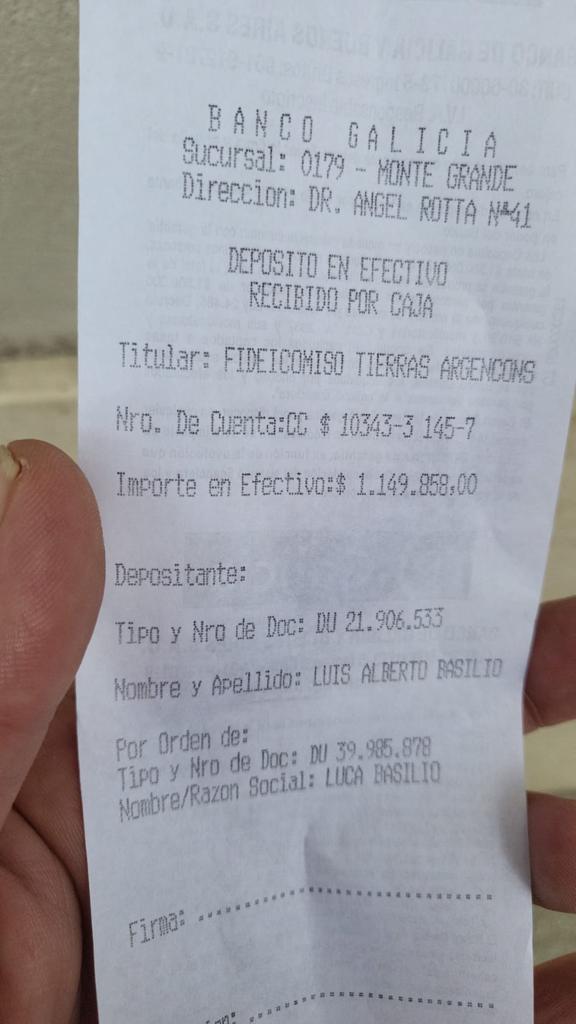 BANCO GALICIA
Sucursal: 0179 - MONTE GRANDE
Direccion: DR. ANGEL ROTTA Nª41
DEPOSITO EN EFECTIVO
RECIBIDO POR CAJA
Titular: FIDEICOMISO TIERRAS ARGENCONS
Nro. De Cuenta:CC $ 10343-3 145-7
Importe en Efectivo:$ 1.149.858,00
Depositante:
Tipo y Nro de Doc: DU 21.906.533
Nombre y Apellido: LUIS ALBERTO BASILIO
Por Orden de:
Tipo y Nro de Doc: DU 39.985.878
Nombre/Razon Social: LUCA BASILIO
Firma: